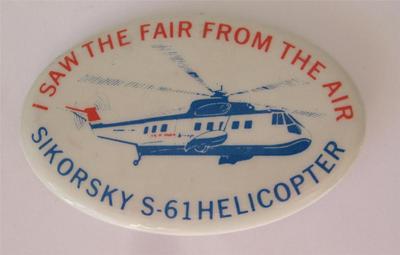 I SAW THE FAIR FROM THE AIR
SIKORSKY S-61 HELICOPTER